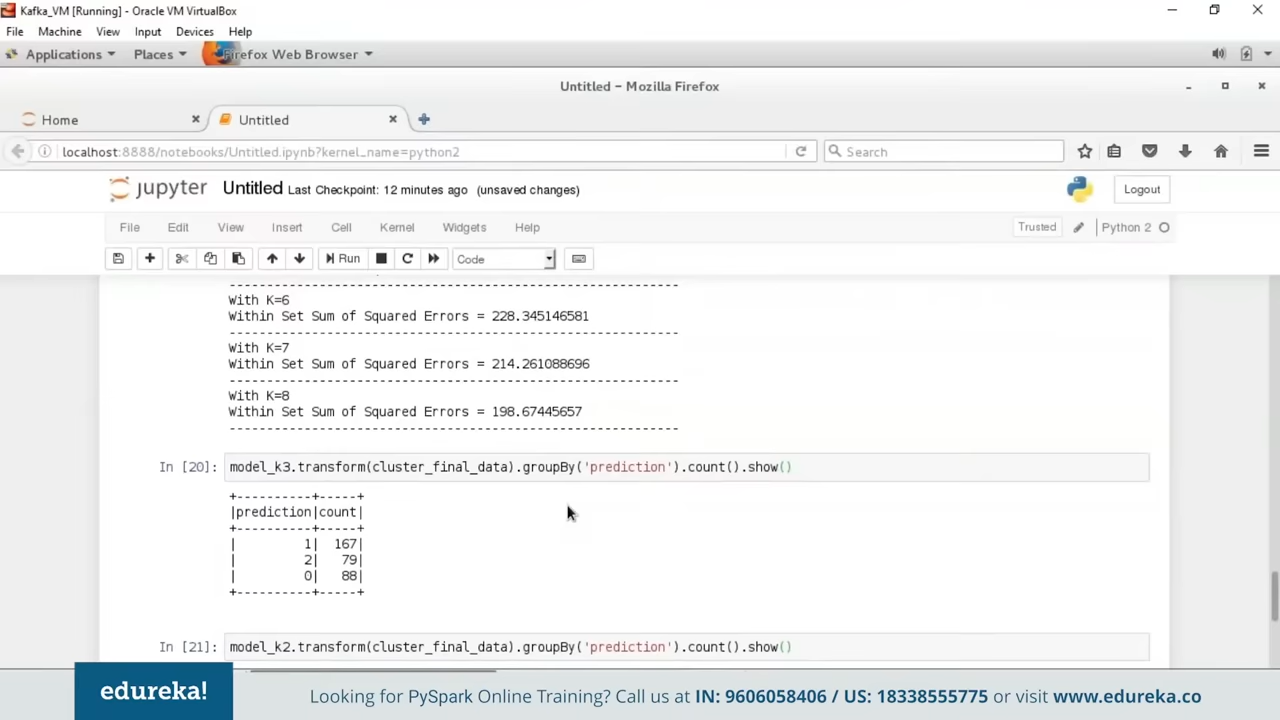 Kafka_VM [Running] - Oracle VM VirtualBox
File Machine View Input Devices Help
Applications Places Firefox Web Browser
Untitled - Mozilla Firefox
Home Untitled
localhost:8888/notebooks/Untitled.ipynb?kernel_name=python2 Search
jupyter Untitled Last Checkpoint: 12 minutes ago (unsaved changes) Logout
File Edit View Insert Cell Kernel Widgets Help Trusted Python 2
Run Code
With K=6
Within Set Sum of Squared Errors = 228.345146581
With K=7
Within Set Sum of Squared Errors = 214.261088696
With K=8
Within Set Sum of Squared Errors = 198.67445657
In [20]: model_k3.transform(cluster_final_data).groupBy('prediction').count().show()
+----------+-----+
|prediction|count|
+----------+-----+
|         1|  167|
|         2|   79|
|         0|   88|
+----------+-----+
In [21]: model_k2.transform(cluster_final_data).groupBy('prediction').count().show()
edureka! Looking for PySpark Online Training? Call us at IN: 9606058406 / US: 18338555775 or visit www.edureka.co